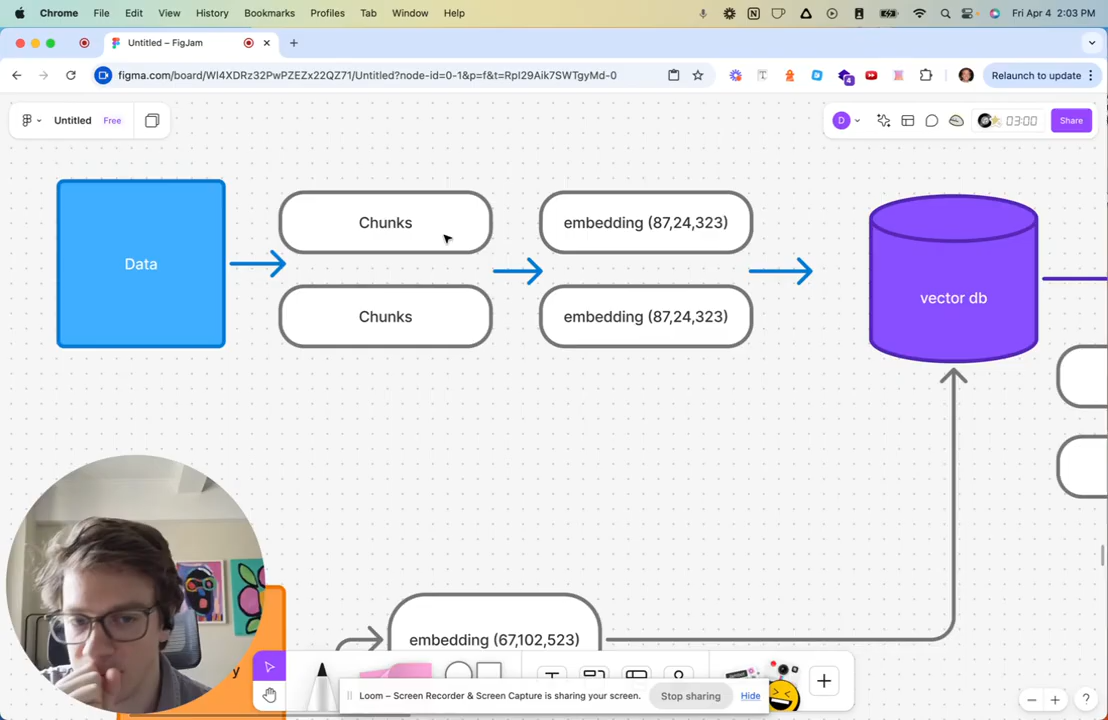 Chrome File Edit View History Bookmarks Profiles Tab Window Help Fri Apr 4 2:03 PM
Untitled – FigJam
figma.com/board/WI4XDRz32PwPZEZx22QZ71/Untitled?node-id=0-1&p=f&t=RpI29Aik7SWTgyMd-0
4
Relaunch to update
Untitled Free
D
03:00
Share
Data
Chunks
embedding (87,24,323)
Chunks
embedding (87,24,323)
vector db
embedding (67,102,523)
y
Loom – Screen Recorder & Screen Capture is sharing your screen. Stop sharing Hide